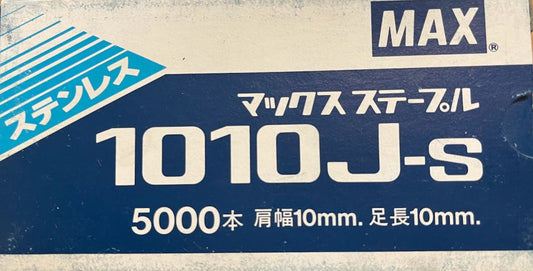 MAX®
ステンレス
マックス ステープル
1010J-s
5000本 肩幅10mm. 足長10mm.